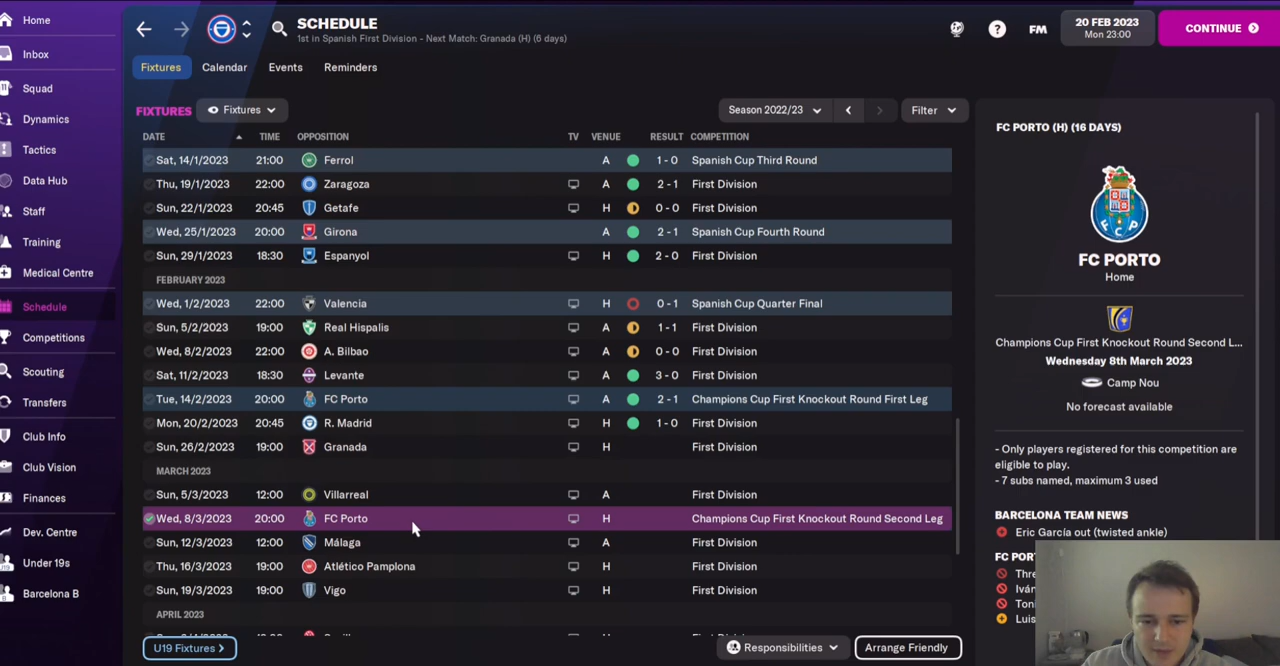 Home
Inbox
Squad
Dynamics
Tactics
Data Hub
Staff
Training
Medical Centre
Schedule
Competitions
Scouting
Transfers
Club Info
Club Vision
Finances
Dev. Centre
Under 19s
Barcelona B
SCHEDULE
1st in Spanish First Division - Next Match: Granada (H) (6 days)
? FM
20 FEB 2023
Mon 23:00
CONTINUE
Fixtures Calendar Events Reminders
FIXTURES Fixtures Season 2022/23 Filter
DATE TIME OPPOSITION TV VENUE RESULT COMPETITION
Sat, 14/1/2023 21:00 Ferrol A 1 - 0 Spanish Cup Third Round
Thu, 19/1/2023 22:00 Zaragoza A 2 - 1 First Division
Sun, 22/1/2023 20:45 Getafe H 0 - 0 First Division
Wed, 25/1/2023 20:00 Girona A 2 - 1 Spanish Cup Fourth Round
Sun, 29/1/2023 18:30 Espanyol H 2 - 0 First Division
FEBRUARY 2023
Wed, 1/2/2023 22:00 Valencia H 0 - 1 Spanish Cup Quarter Final
Sun, 5/2/2023 19:00 Real Hispalis A 1 - 1 First Division
Wed, 8/2/2023 22:00 A. Bilbao A 0 - 0 First Division
Sat, 11/2/2023 18:30 Levante A 3 - 0 First Division
Tue, 14/2/2023 20:00 FC Porto A 2 - 1 Champions Cup First Knockout Round First Leg
Mon, 20/2/2023 20:45 R. Madrid H 1 - 0 First Division
Sun, 26/2/2023 19:00 Granada H First Division
MARCH 2023
Sun, 5/3/2023 12:00 Villarreal A First Division
Wed, 8/3/2023 20:00 FC Porto H Champions Cup First Knockout Round Second Leg
Sun, 12/3/2023 12:00 Málaga A First Division
Thu, 16/3/2023 19:00 Atlético Pamplona H First Division
Sun, 19/3/2023 19:00 Vigo H First Division
APRIL 2023
U19 Fixtures Responsibilities Arrange Friendly
FC PORTO (H) (16 DAYS)
FC PORTO
Home
Champions Cup First Knockout Round Second L...
Wednesday 8th March 2023
Camp Nou
No forecast available
- Only players registered for this competition are
eligible to play.
- 7 subs named, maximum 3 used
BARCELONA TEAM NEWS
Eric García out (twisted ankle)
FC POR
Thre
Iván
Toni
Luis